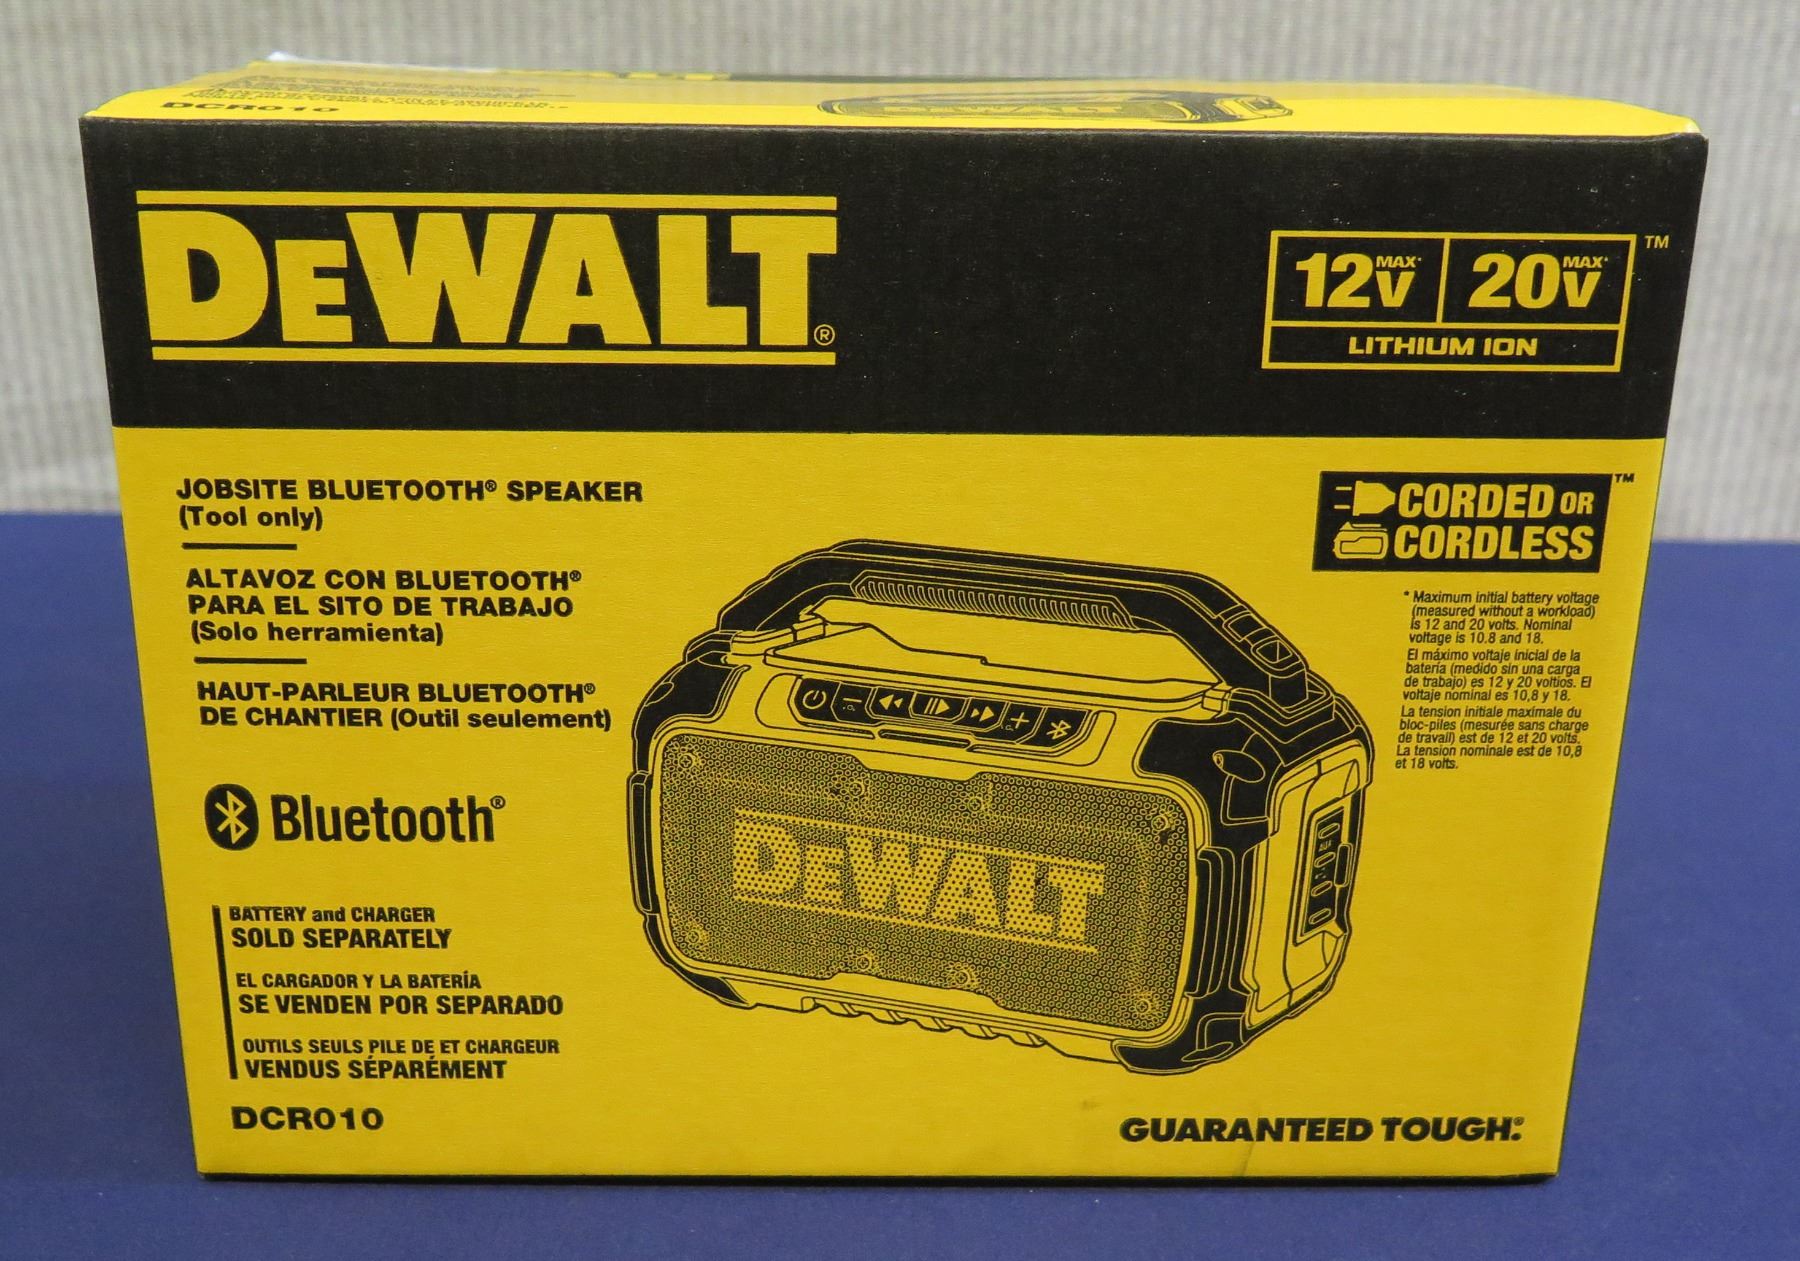 DCR010
DEWALT
DEWALT®
12V MAX* 20V MAX* ™
LITHIUM ION
JOBSITE BLUETOOTH® SPEAKER
(Tool only)
ALTAVOZ CON BLUETOOTH®
PARA EL SITO DE TRABAJO
(Solo herramienta)
HAUT-PARLEUR BLUETOOTH®
DE CHANTIER (Outil seulement)
Bluetooth®
BATTERY and CHARGER
SOLD SEPARATELY
EL CARGADOR Y LA BATERÍA
SE VENDEN POR SEPARADO
OUTILS SEULS PILE DE ET CHARGEUR
VENDUS SÉPARÉMENT
DCR010
DEWALT
AUX
CORDED OR ™
CORDLESS
* Maximum initial battery voltage
(measured without a workload)
is 12 and 20 volts. Nominal
voltage is 10.8 and 18.
El máximo voltaje inicial de la
batería (medido sin una carga
de trabajo) es 12 y 20 voltios. El
voltaje nominal es 10,8 y 18.
La tension initiale maximale du
bloc-piles (mesurée sans charge
de travail) est de 12 et 20 volts.
La tension nominale est de 10,8
et 18 volts.
GUARANTEED TOUGH.®